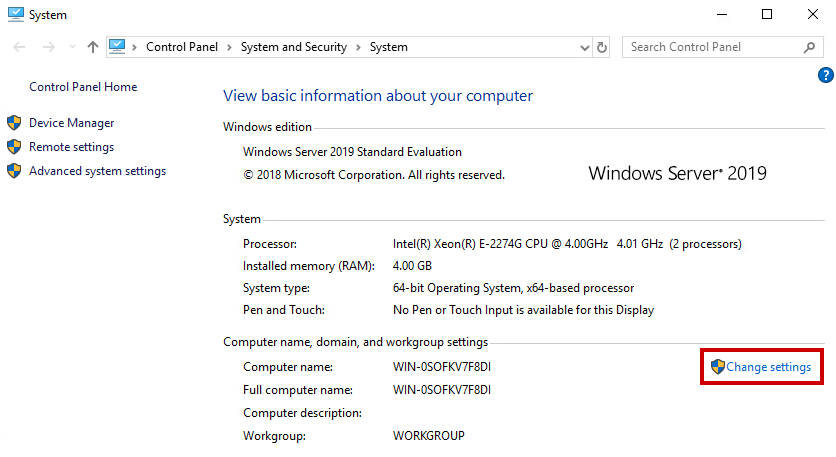 System
Control Panel > System and Security > System
Search Control Panel
?
Control Panel Home
Device Manager
Remote settings
Advanced system settings
View basic information about your computer
Windows edition
Windows Server 2019 Standard Evaluation
© 2018 Microsoft Corporation. All rights reserved.
Windows Server® 2019
System
Processor: Intel(R) Xeon(R) E-2274G CPU @ 4.00GHz 4.01 GHz (2 processors)
Installed memory (RAM): 4.00 GB
System type: 64-bit Operating System, x64-based processor
Pen and Touch: No Pen or Touch Input is available for this Display
Computer name, domain, and workgroup settings
Computer name: WIN-0SOFKV7F8DI
Change settings
Full computer name: WIN-0SOFKV7F8DI
Computer description:
Workgroup: WORKGROUP